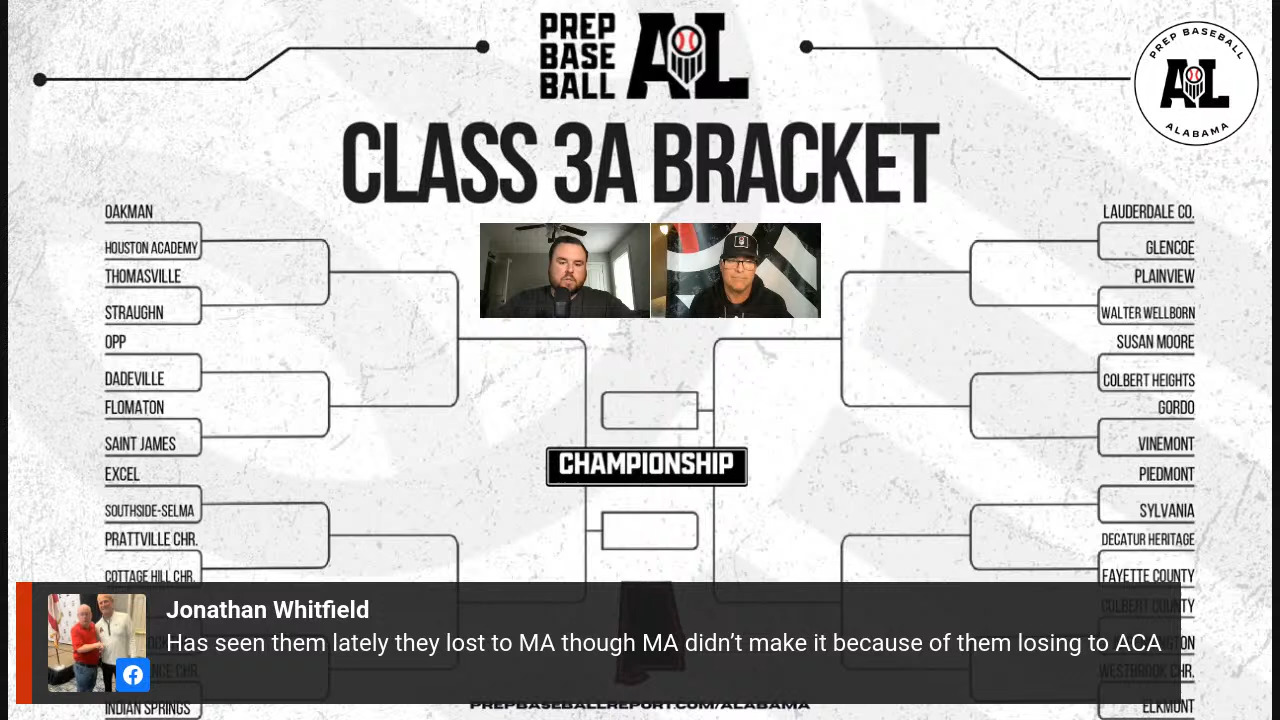 PREP
BASE
BALL
AL
PREP BASEBALL
AL
ALABAMA
CLASS 3A BRACKET
OAKMAN
HOUSTON ACADEMY
THOMASVILLE
STRAUGHN
OPP
DADEVILLE
FLOMATON
SAINT JAMES
EXCEL
SOUTHSIDE-SELMA
PRATTVILLE CHR.
COTTAGE HILL CHR.
INDIAN SPRINGS
LAUDERDALE CO.
GLENCOE
PLAINVIEW
WALTER WELLBORN
SUSAN MOORE
COLBERT HEIGHTS
GORDO
VINEMONT
PIEDMONT
SYLVANIA
DECATUR HERITAGE
FAYETTE COUNTY
COLBERT COUNTY
WESTBROOK CHR.
ELKMONT
CHAMPIONSHIP
Jonathan Whitfield
Has seen them lately they lost to MA though MA didn't make it because of them losing to ACA
PREPBASEBALLREPORT.COM/ALABAMA